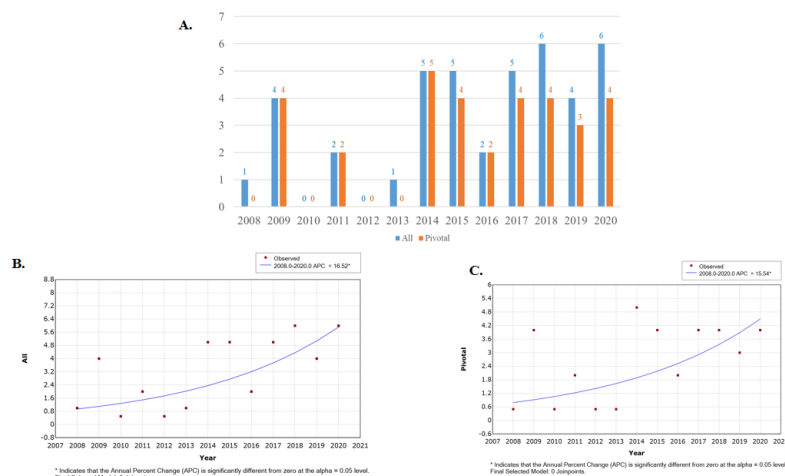 A.
7
6
5
4
3
2
1
0
1 0 4 4 0 0 2 2 0 0 1 0 5 5 5 4 2 2 5 4 6 4 4 3 6 4
2008 2009 2010 2011 2012 2013 2014 2015 2016 2017 2018 2019 2020
All Pivotal
B.
Observed
2008.0-2020.0 APC = 16.52*
8.8
8
7.2
6.4
5.6
4.8
4
3.2
2.4
1.6
0.8
0
-0.8
All
2007 2008 2009 2010 2011 2012 2013 2014 2015 2016 2017 2018 2019 2020 2021
Year
* Indicates that the Annual Percent Change (APC) is significantly different from zero at the alpha = 0.05 level.
C.
Observed
2008.0-2020.0 APC = 15.54*
6
5.4
4.8
4.2
3.6
3
2.4
1.8
1.2
0.6
0
-0.6
Pivotal
2007 2008 2009 2010 2011 2012 2013 2014 2015 2016 2017 2018 2019 2020
Year
* Indicates that the Annual Percent Change (APC) is significantly different from zero at the alpha = 0.05 level
Final Selected Model: 0 Joinpoints.